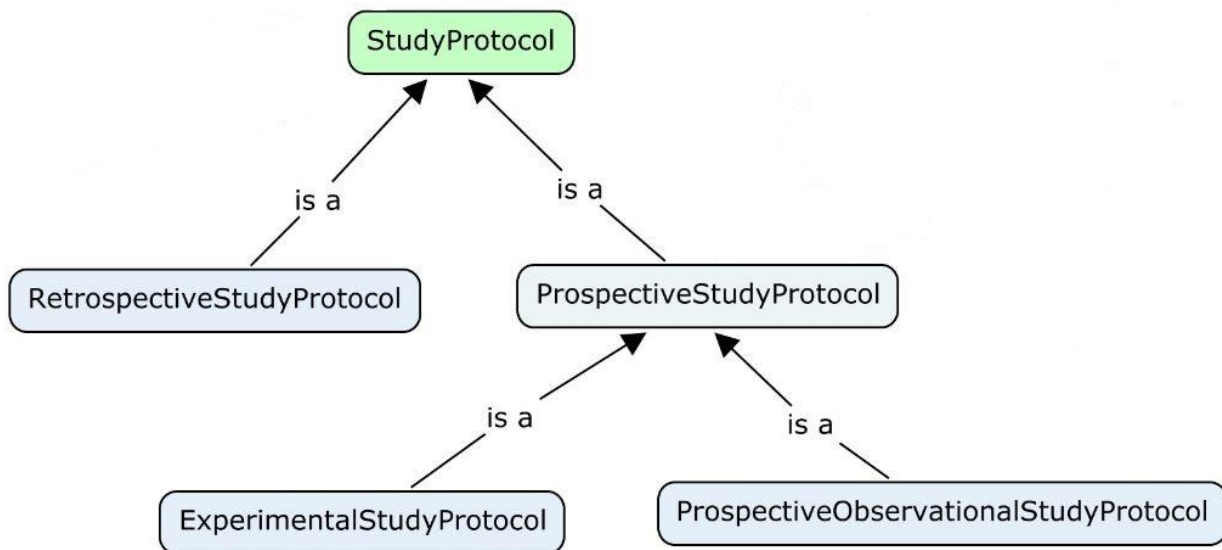 StudyProtocol
is a
is a
RetrospectiveStudyProtocol
ProspectiveStudyProtocol
is a
is a
ExperimentalStudyProtocol
ProspectiveObservationalStudyProtocol